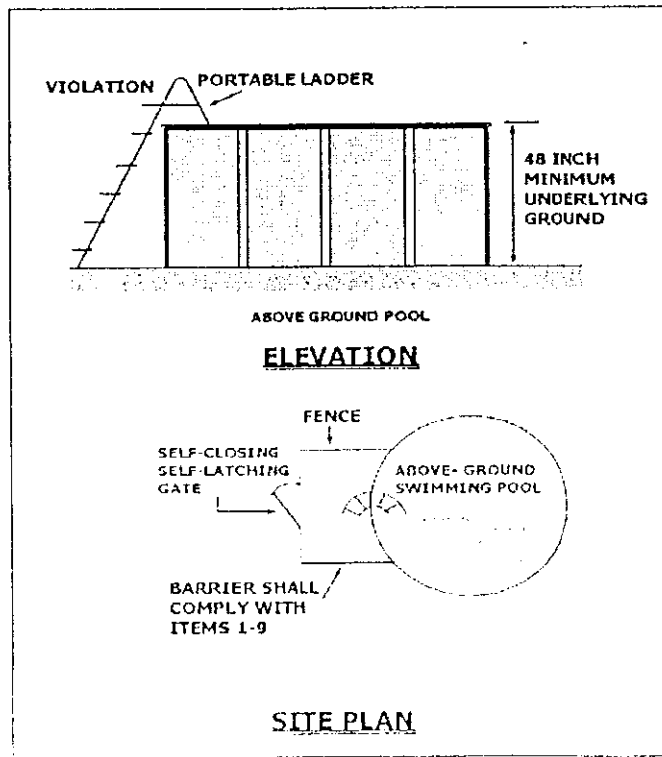 VIOLATION
PORTABLE LADDER
48 INCH
MINIMUM
UNDERLYING
GROUND
ABOVE GROUND POOL
ELEVATION
FENCE
SELF-CLOSING
SELF-LATCHING
GATE
ABOVE- GROUND
SWIMMING POOL
BARRIER SHALL
COMPLY WITH
ITEMS 1-9
SITE PLAN